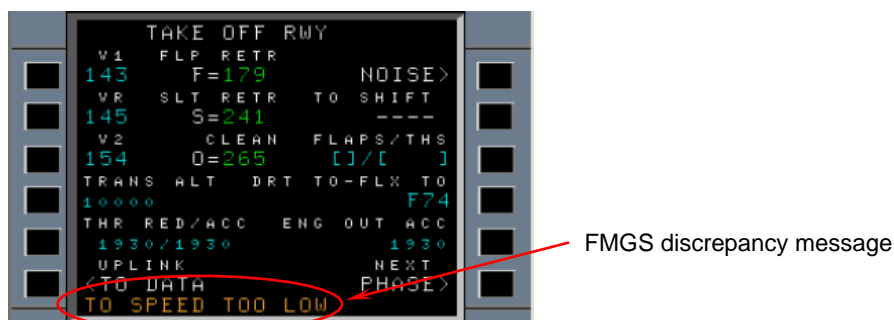 TAKE OFF RWY
V1 FLP RETR
143 F=179 NOISE>
VR SLT RETR TO SHIFT
145 S=241 ----
V2 CLEAN FLAPS/THS
154 O=265 []/[ ]
TRANS ALT DRT TO-FLX TO
10000 F74
THR RED/ACC ENG OUT ACC
1930/1930 1930
UPLINK NEXT
<TO DATA PHASE>
TO SPEED TOO LOW
FMGS discrepancy message